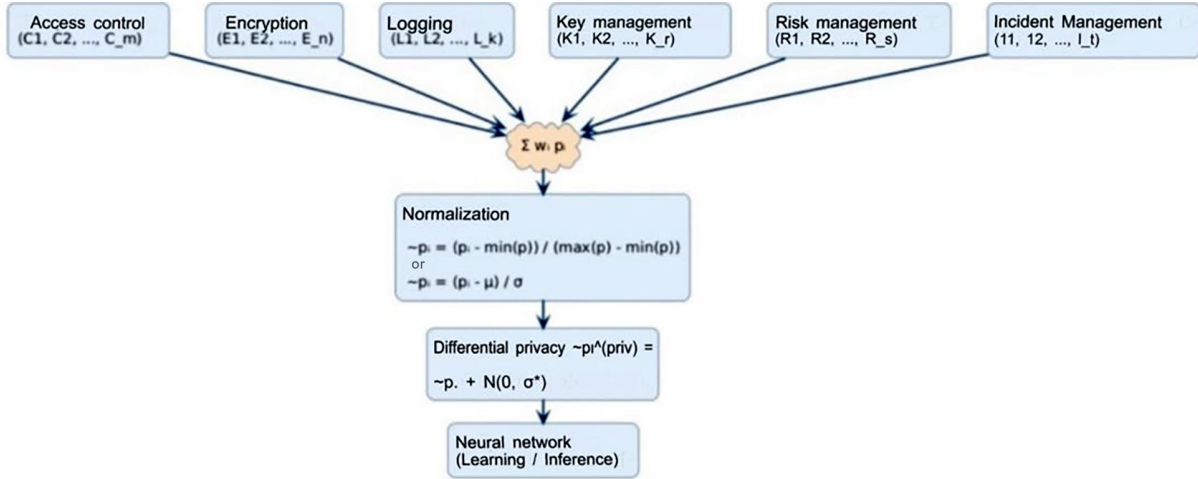 Access control
(C1, C2, ..., C_m)
Encryption
(E1, E2, ..., E_n)
Logging
(L1, L2, ..., L_k)
Key management
(K1, K2, ..., K_r)
Risk management
(R1, R2, ..., R_s)
Incident Management
(11, 12, ..., I_t)
Σ wᵢ pᵢ
Normalization
~pᵢ = (pᵢ - min(p)) / (max(p) - min(p))
or
~pᵢ = (pᵢ - μ) / σ
Differential privacy ~pı^(priv) =
~p. + N(0, σ*)
Neural network
(Learning / Inference)